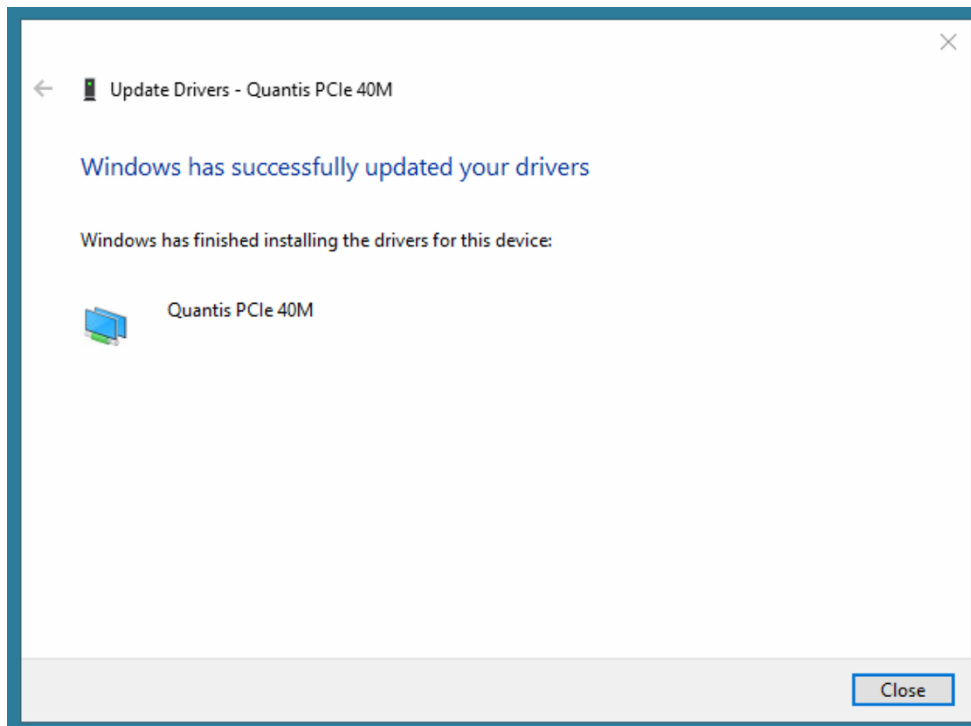 Update Drivers - Quantis PCIe 40M
Windows has successfully updated your drivers
Windows has finished installing the drivers for this device:
Quantis PCIe 40M
Close